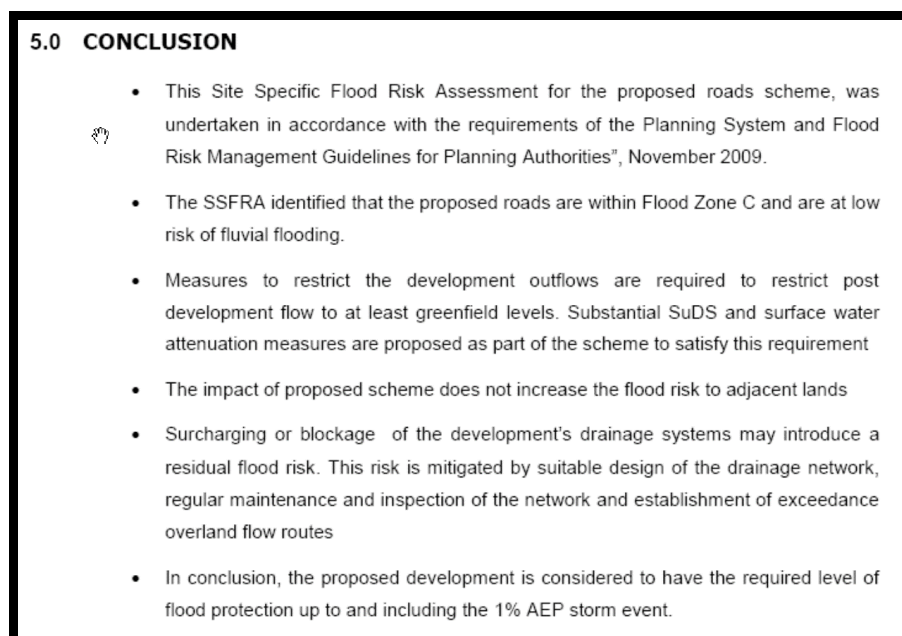 5.0 CONCLUSION
• This Site Specific Flood Risk Assessment for the proposed roads scheme, was
undertaken in accordance with the requirements of the Planning System and Flood
Risk Management Guidelines for Planning Authorities”, November 2009.
• The SSFRA identified that the proposed roads are within Flood Zone C and are at low
risk of fluvial flooding.
• Measures to restrict the development outflows are required to restrict post
development flow to at least greenfield levels. Substantial SuDS and surface water
attenuation measures are proposed as part of the scheme to satisfy this requirement
• The impact of proposed scheme does not increase the flood risk to adjacent lands
• Surcharging or blockage of the development’s drainage systems may introduce a
residual flood risk. This risk is mitigated by suitable design of the drainage network,
regular maintenance and inspection of the network and establishment of exceedance
overland flow routes
• In conclusion, the proposed development is considered to have the required level of
flood protection up to and including the 1% AEP storm event.